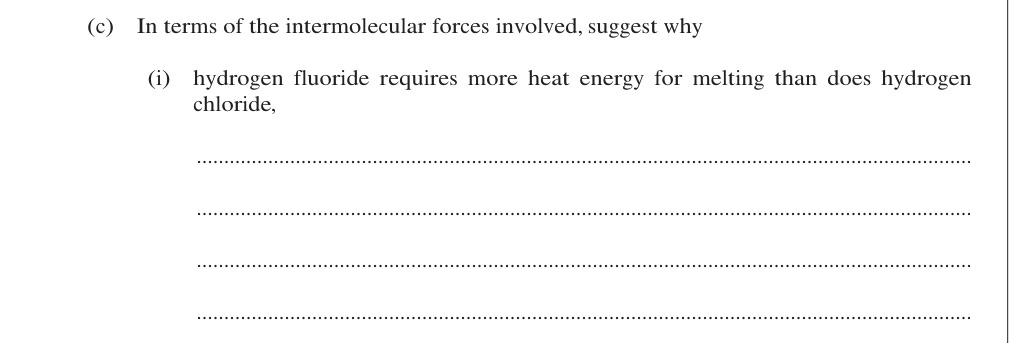 (c) In terms of the intermolecular forces involved, suggest why
(i) hydrogen fluoride requires more heat energy for melting than does hydrogen
chloride,